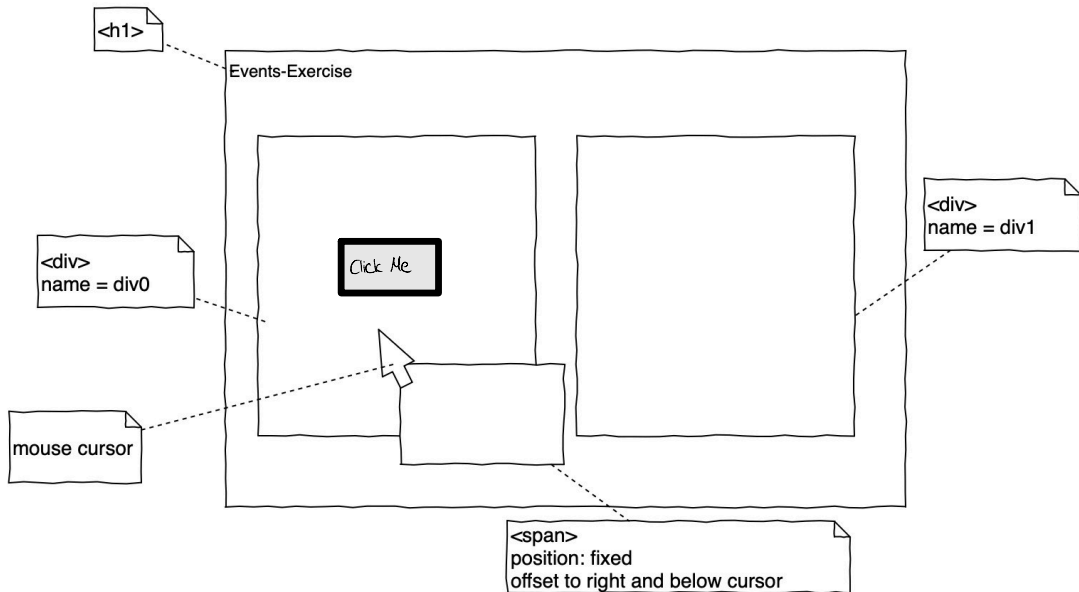 <h1>
Events-Exercise
<div>
name = div1
Click Me
<div>
name = div0
mouse cursor
<span>
position: fixed
offset to right and below cursor